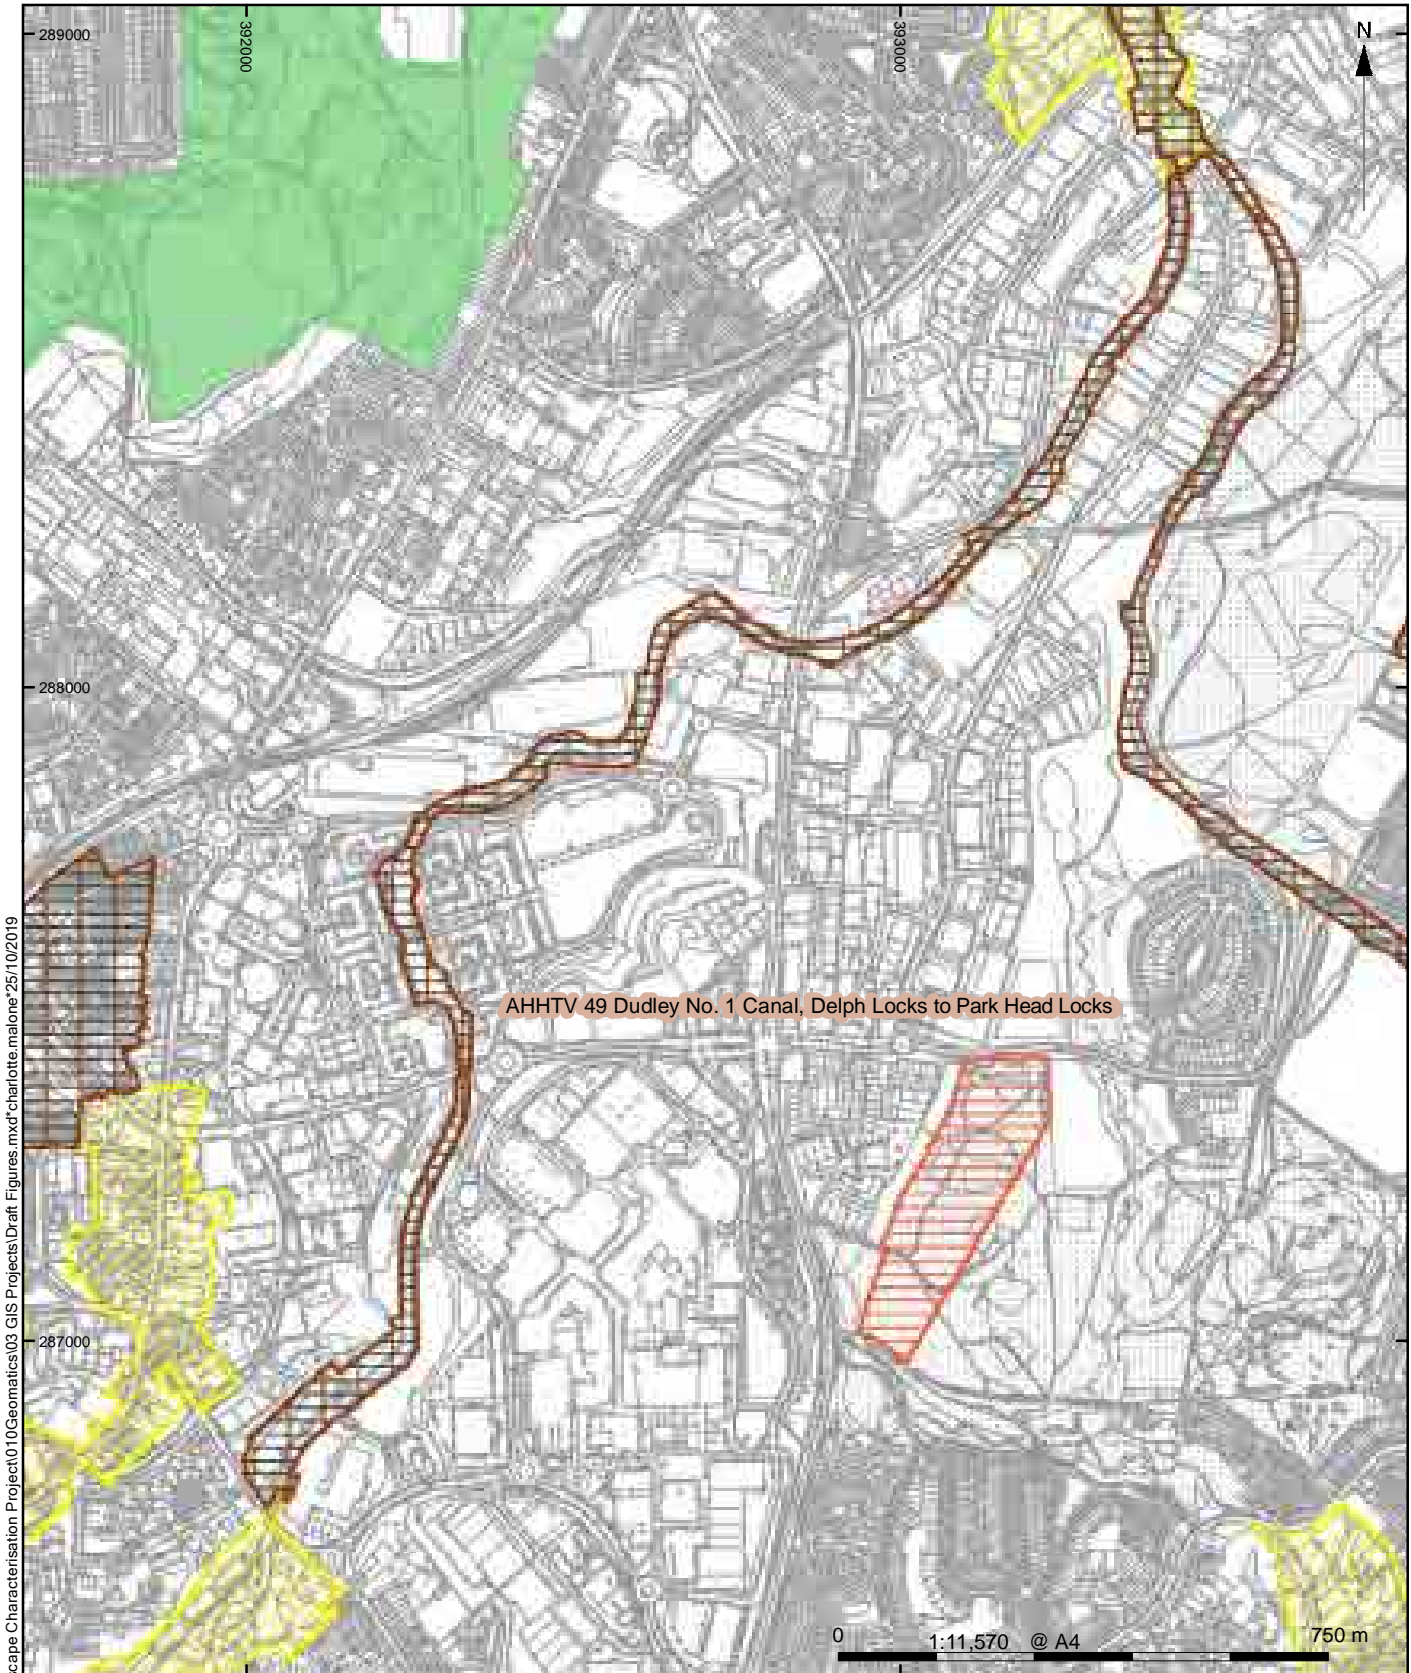 289000
392000
393000
N
288000
AHHTV 49 Dudley No. 1 Canal, Delph Locks to Park Head Locks
287000
0
1:11,570 @ A4
750 m
cape Characterisation Project\010Geomatics\03 GIS Projects\Draft Figures.mxd*charlotte.malone*25/10/2019